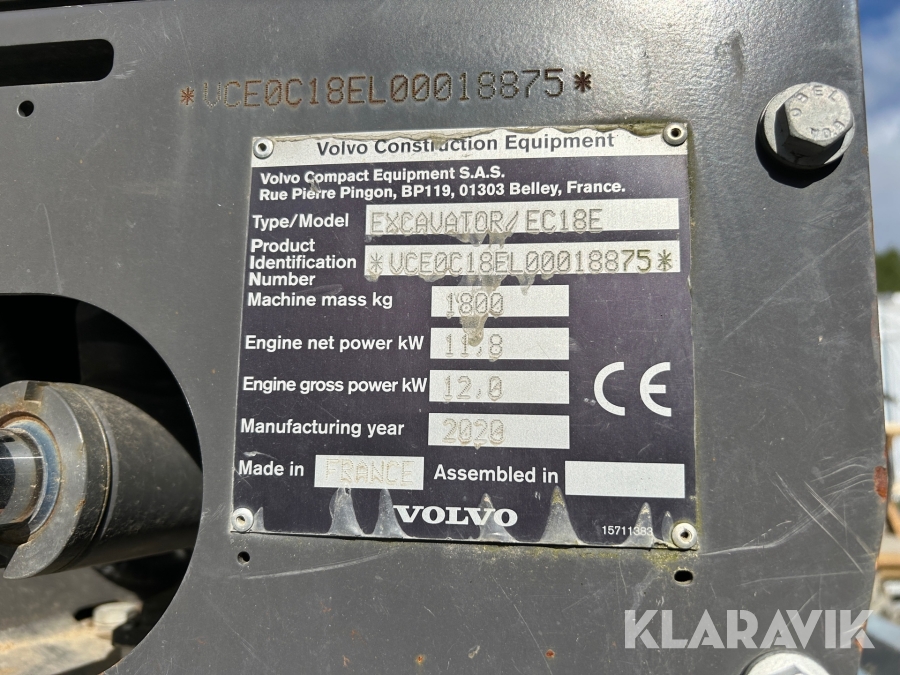 *VCE0C18EL00018875*
Volvo Construction Equipment
Volvo Compact Equipment S.A.S.
Rue Pierre Pingon, BP119, 01303 Belley, France.
Type/Model EXCAVATOR/EC18E
Product Identification Number *VCE0C18EL00018875*
Machine mass kg 1800
Engine net power kW 11,8
Engine gross power kW 12,0
Manufacturing year 2020
CE
Made in FRANCE Assembled in
VOLVO
15711383
KLARAVIK